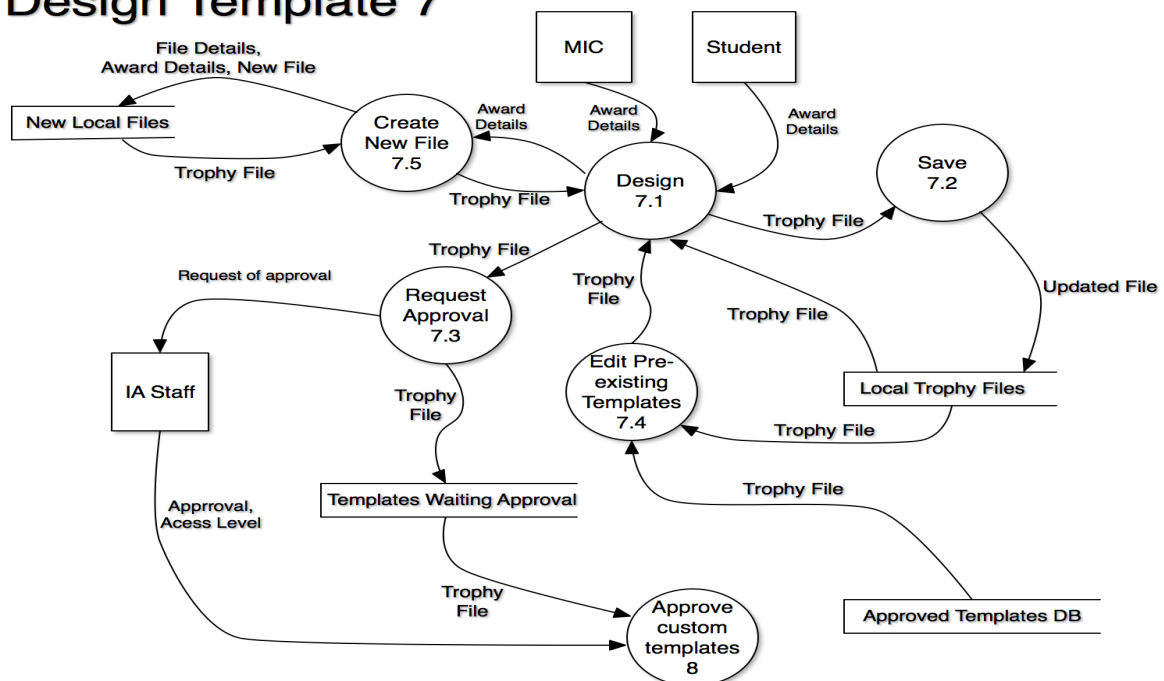 Design Template 7
File Details,
Award Details, New File
MIC
Student
New Local Files
Create
New File
7.5
Award
Details
Award
Details
Award
Details
Trophy File
Trophy File
Design
7.1
Save
7.2
Trophy File
Trophy File
Request of approval
Trophy
File
Updated File
Request
Approval
7.3
Trophy File
IA Staff
Edit Pre-
existing
Templates
7.4
Local Trophy Files
Trophy
File
Trophy File
Templates Waiting Approval
Trophy File
Apprroval,
Acess Level
Trophy
File
Approve
custom
templates
8
Approved Templates DB